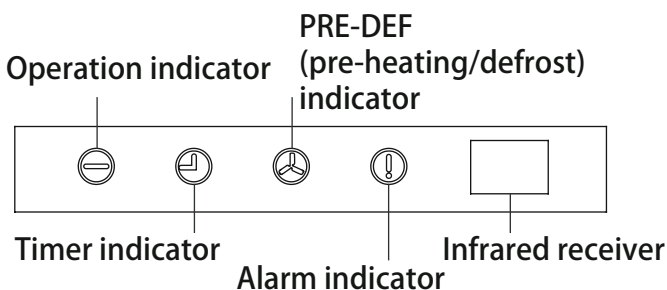 PRE-DEF
Operation indicator
(pre-heating/defrost)
indicator
Timer indicator
Infrared receiver
Alarm indicator